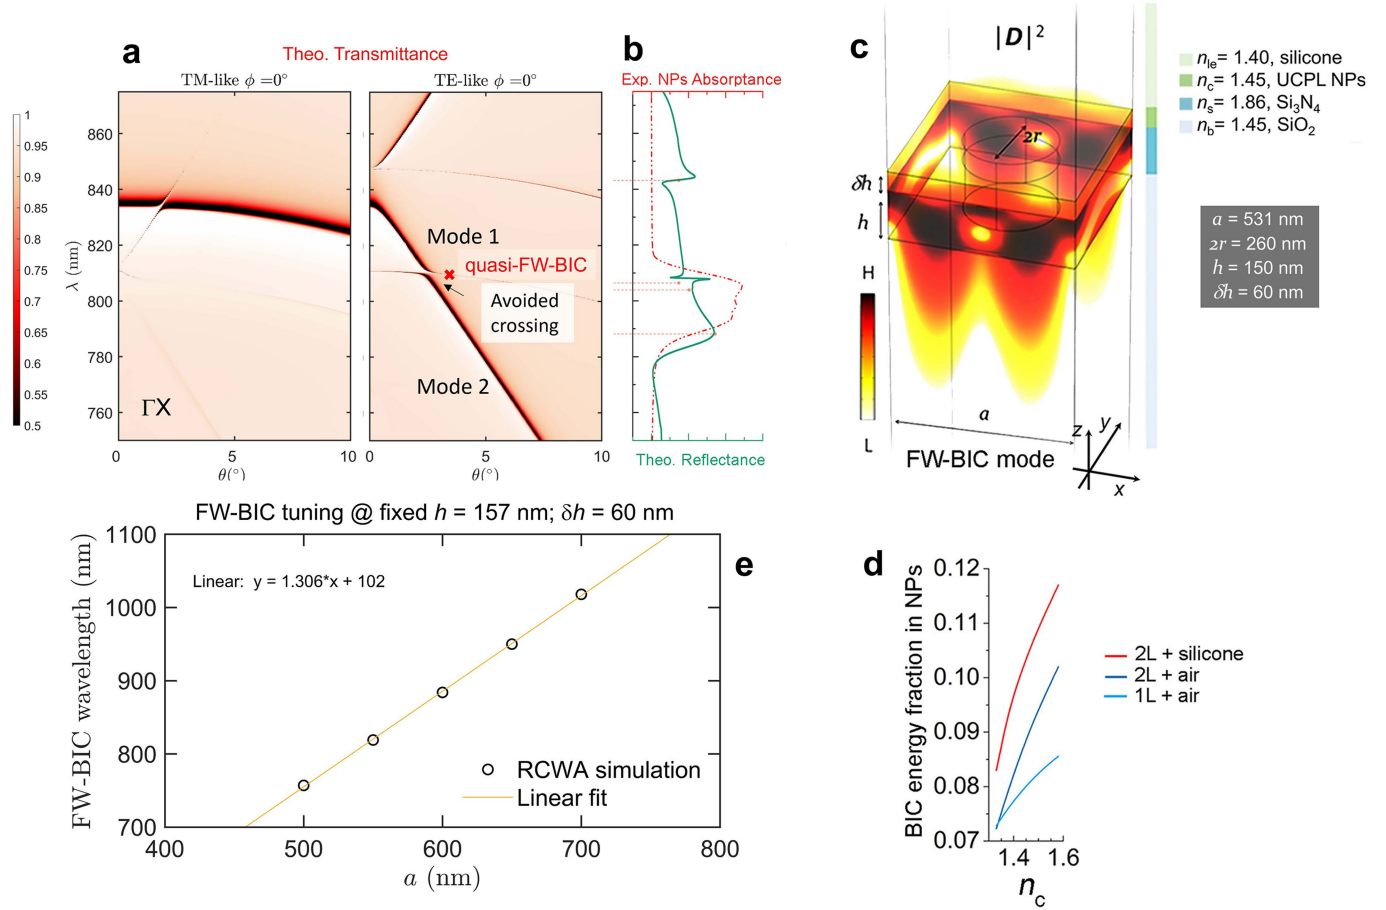 a
Theo. Transmittance
TM-like ϕ =0°
TE-like ϕ =0°
1
0.95
0.9
0.85
0.8
0.75
0.7
0.65
0.6
0.55
0.5
λ (nm)
860
840
820
800
780
760
ΓX
Mode 1
quasi-FW-BIC
Avoided
crossing
Mode 2
0
5
10
0
5
10
θ(°)
θ(°)
b
Exp. NPs Absorptance
Theo. Reflectance
c
|D|²
2r
δh
h
H
L
a
FW-BIC mode
z
y
x
n_le= 1.40, silicone
n_c= 1.45, UCPL NPs
n_s= 1.86, Si₃N₄
n_b= 1.45, SiO₂
a = 531 nm
2r = 260 nm
h = 150 nm
δh = 60 nm
FW-BIC tuning @ fixed h = 157 nm; δh = 60 nm
e
FW-BIC wavelength (nm)
1100
1000
900
800
700
Linear: y = 1.306*x + 102
RCWA simulation
Linear fit
400
500
600
700
800
a (nm)
d
BIC energy fraction in NPs
0.12
0.11
0.10
0.09
0.08
0.07
1.4
1.6
n_c
2L + silicone
2L + air
1L + air